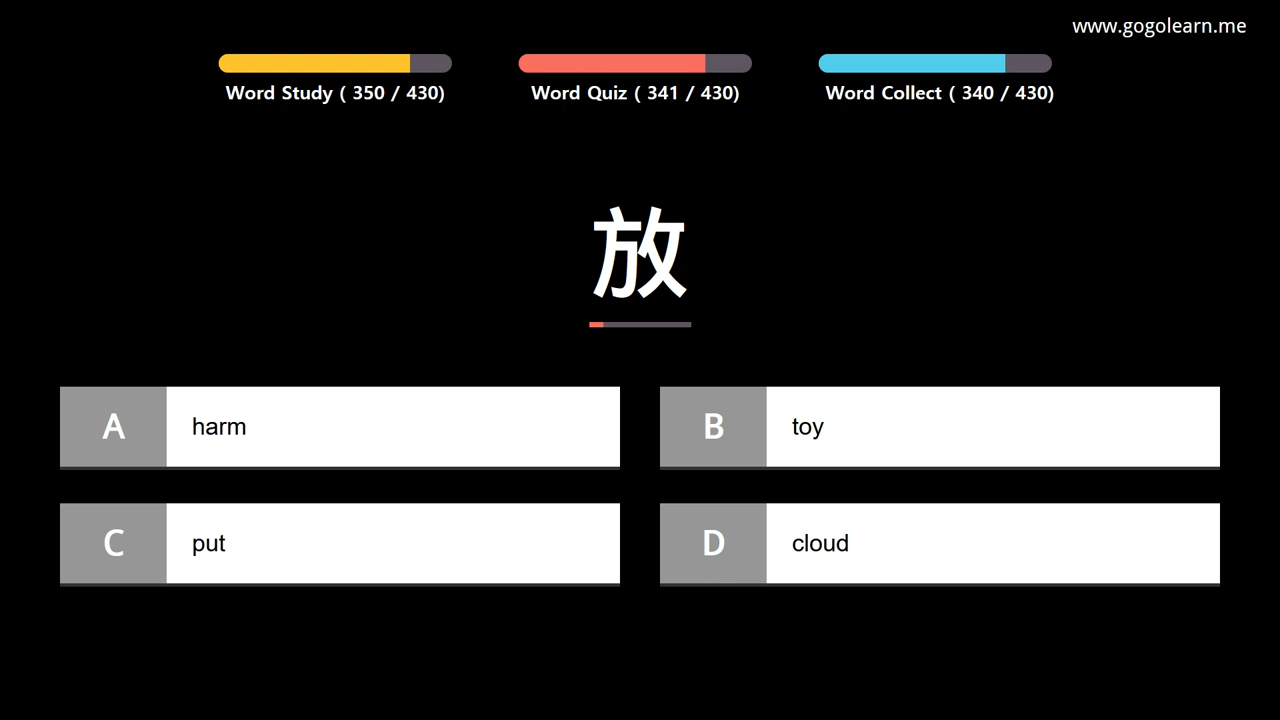 www.gogolearn.me
Word Study ( 350 / 430)
Word Quiz ( 341 / 430)
Word Collect ( 340 / 430)
放
A harm
B toy
C put
D cloud